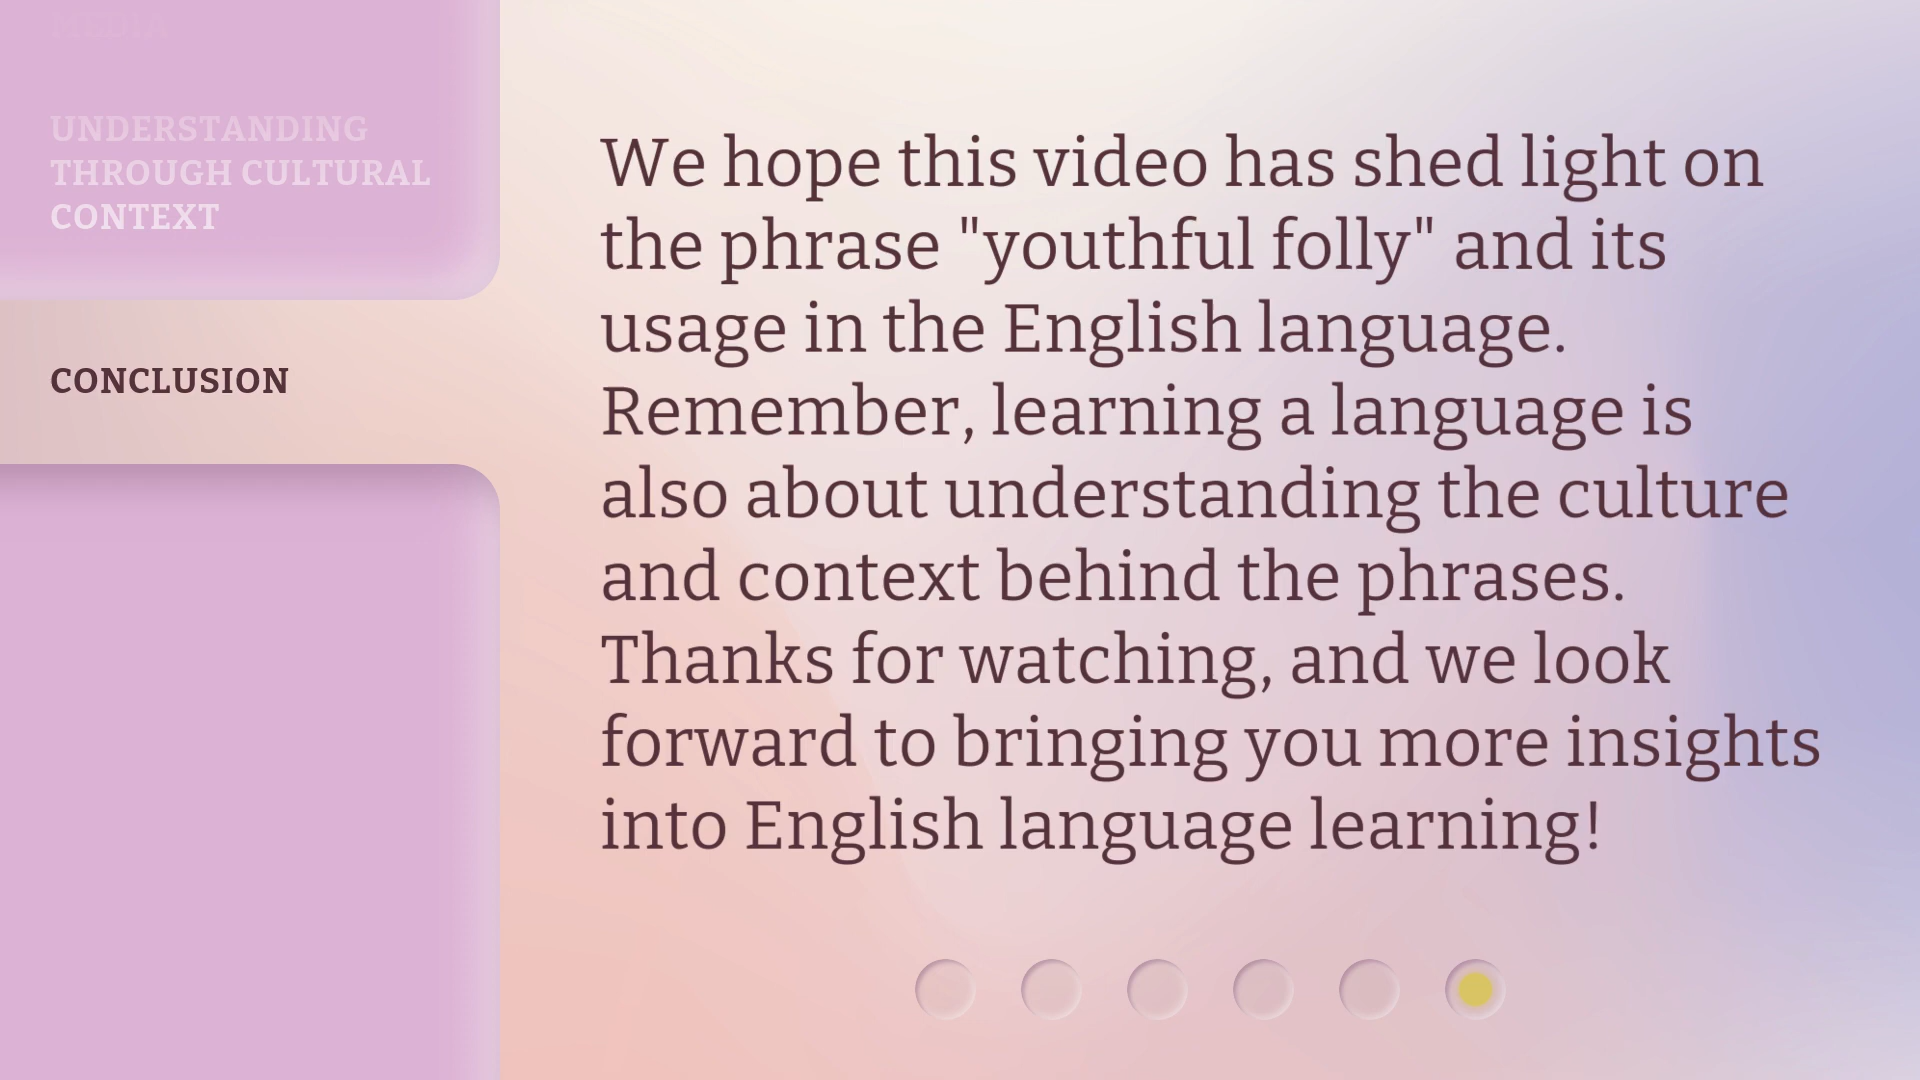 UNDERSTANDING
THROUGH CULTURAL
CONTEXT
CONCLUSION
We hope this video has shed light on
the phrase "youthful folly" and its
usage in the English language.
Remember, learning a language is
also about understanding the culture
and context behind the phrases.
Thanks for watching, and we look
forward to bringing you more insights
into English language learning!